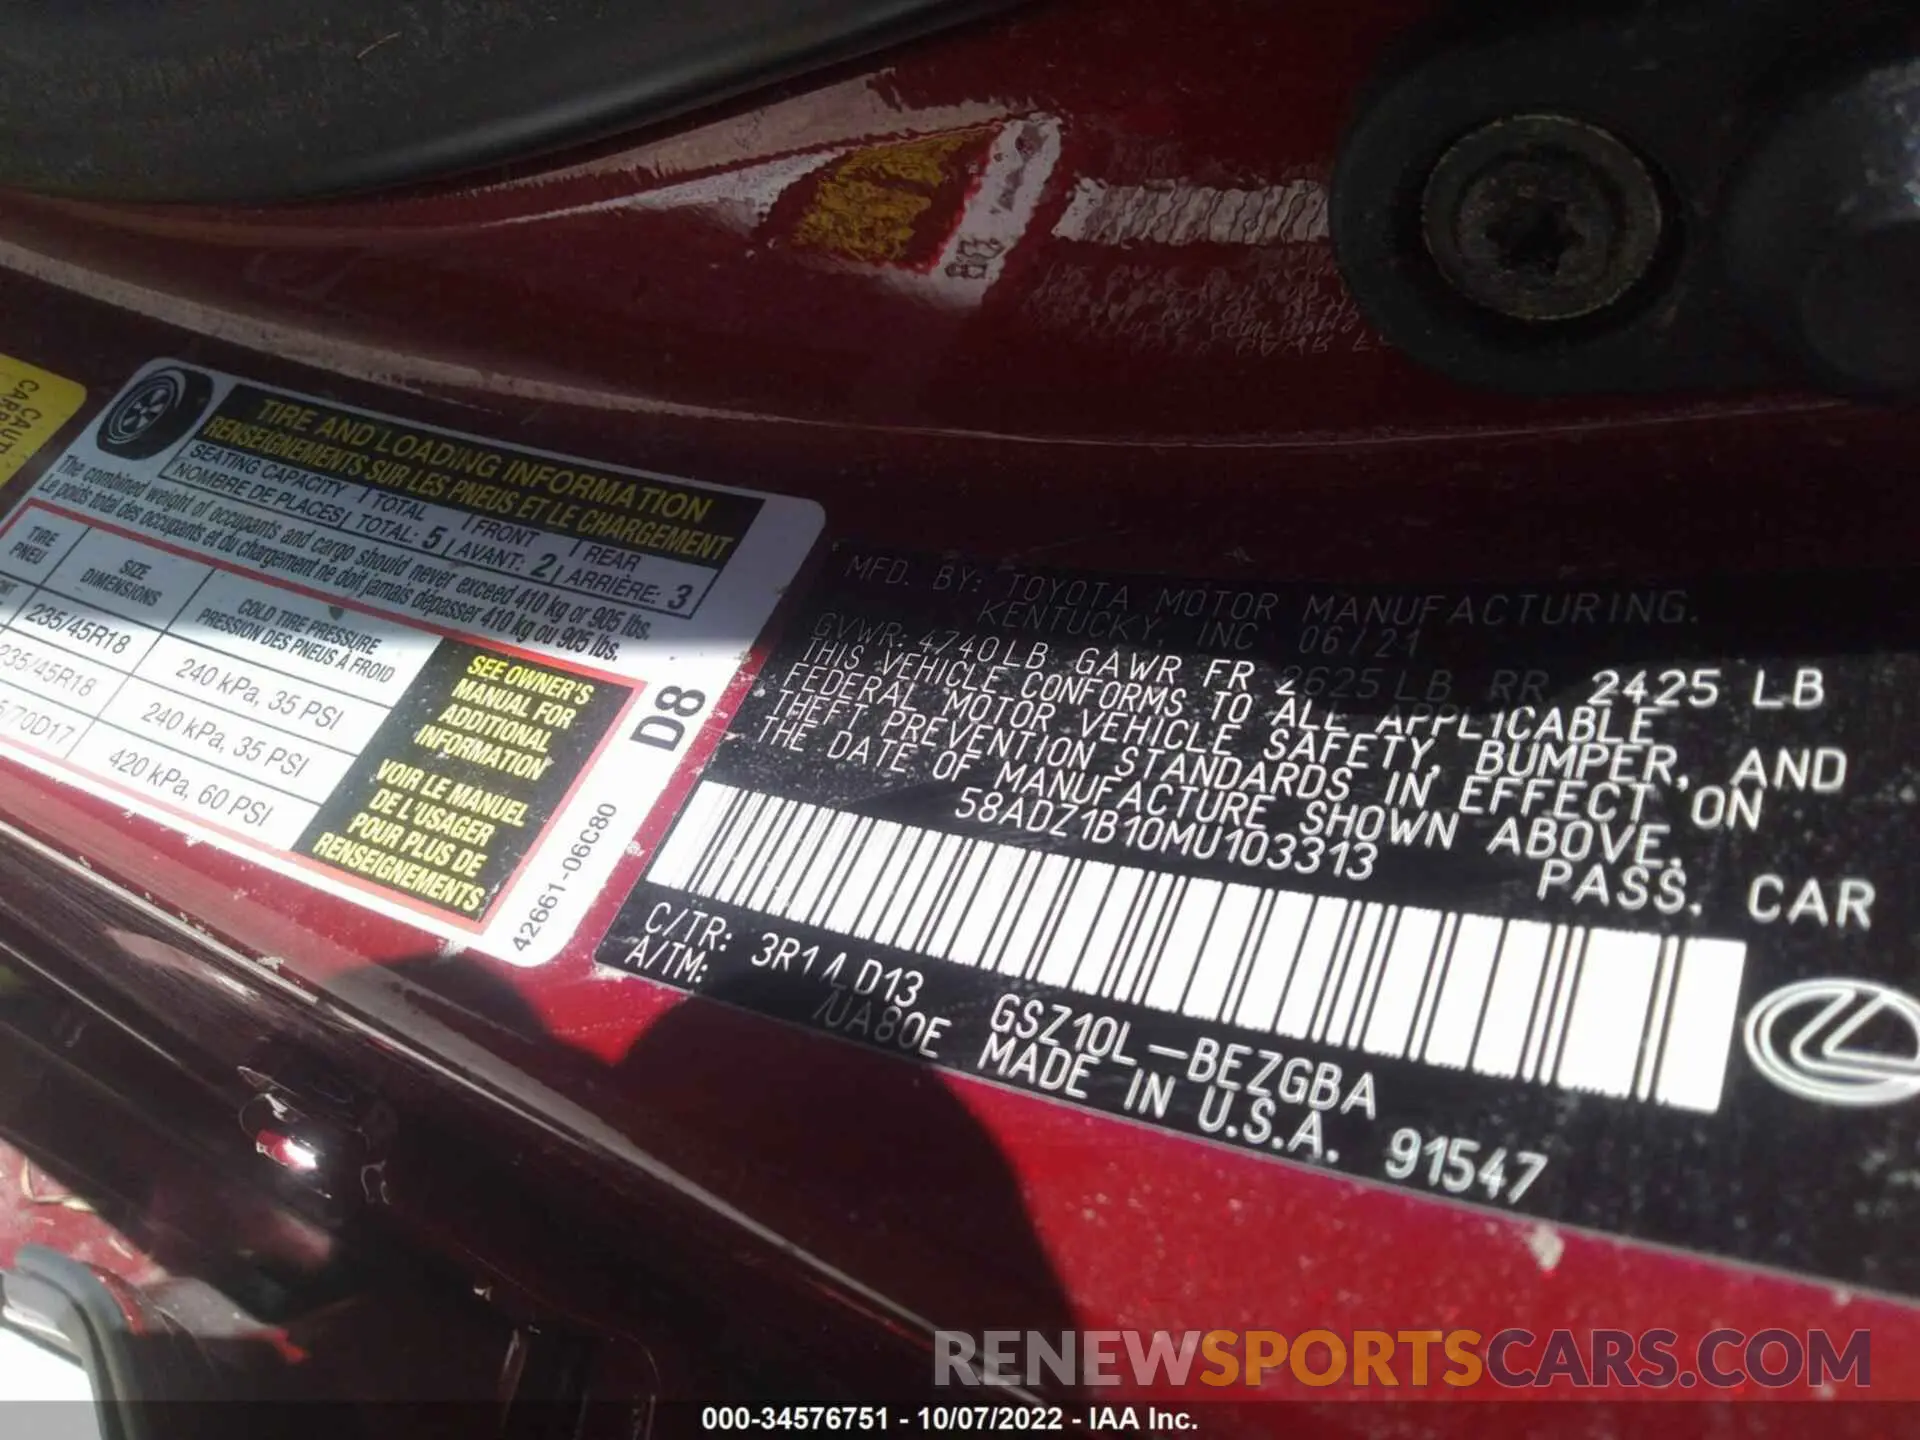 CAUT
TIRE AND LOADING INFORMATION
RENSEIGNEMENTS SUR LES PNEUS ET LE CHARGEMENT
SEATING CAPACITY | TOTAL | FRONT | REAR
NOMBRE DE PLACES | TOTAL: 5 | AVANT: 2 | ARRIÈRE: 3
The combined weight of occupants and cargo should never exceed 410 kg or 905 lbs.
Le poids total des occupants et du chargement ne doit jamais dépasser 410 kg ou 905 lbs.
TIRE SIZE COLD TIRE PRESSURE
PNEU DIMENSIONS PRESSION DES PNEUS À FROID
235/45R18 240 kPa, 35 PSI
235/45R18 240 kPa, 35 PSI
/70D17 420 kPa, 60 PSI
SEE OWNER'S
MANUAL FOR
ADDITIONAL
INFORMATION
VOIR LE MANUEL
DE L'USAGER
POUR PLUS DE
RENSEIGNEMENTS
D8
42661-06C80
MFD. BY: TOYOTA MOTOR MANUFACTURING.
KENTUCKY, INC 06/21
GVWR: 4740LB GAWR FR 2625LB RR 2425 LB
THIS VEHICLE CONFORMS TO ALL APPLICABLE
FEDERAL MOTOR VEHICLE SAFETY, BUMPER, AND
THEFT PREVENTION STANDARDS IN EFFECT ON
THE DATE OF MANUFACTURE SHOWN ABOVE.
58ADZ1B10MU103313 PASS. CAR
C/TR: 3R1 LD13 GSZ10L-BEZGBA
A/TM: UA80E MADE IN U.S.A. 91547
RENEWSPORTSCARS.COM
000-34576751 - 10/07/2022 - IAA Inc.